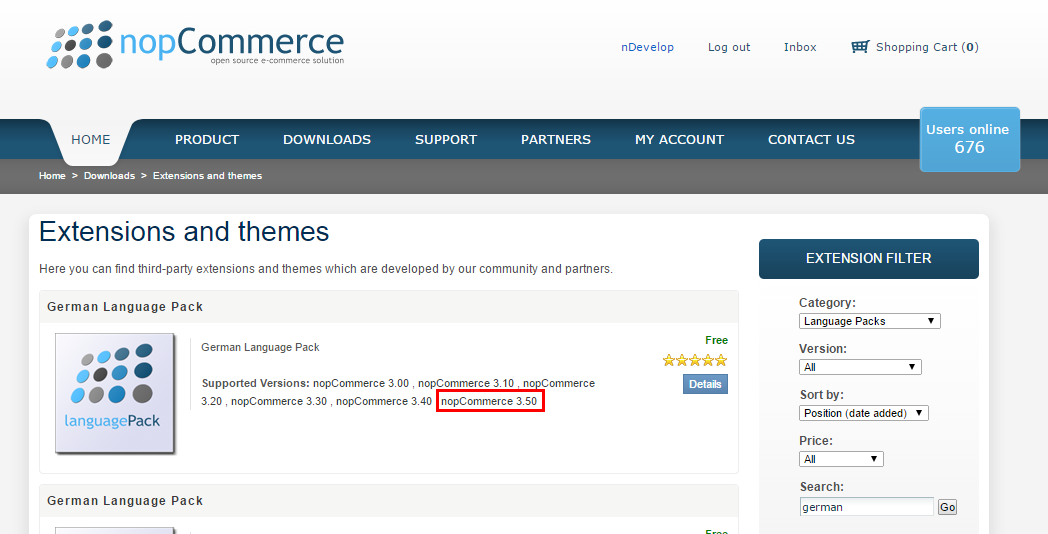 nopCommerce
open source e-commerce solution
nDevelop Log out Inbox Shopping Cart (0)
HOME PRODUCT DOWNLOADS SUPPORT PARTNERS MY ACCOUNT CONTACT US
Users online
676
Home > Downloads > Extensions and themes
Extensions and themes
Here you can find third-party extensions and themes which are developed by our community and partners.
German Language Pack
languagePack
German Language Pack
Supported Versions: nopCommerce 3.00 , nopCommerce 3.10 , nopCommerce
3.20 , nopCommerce 3.30 , nopCommerce 3.40 nopCommerce 3.50
Free
Details
German Language Pack
Free
EXTENSION FILTER
Category:
Language Packs
Version:
All
Sort by:
Position (date added)
Price:
All
Search:
german Go